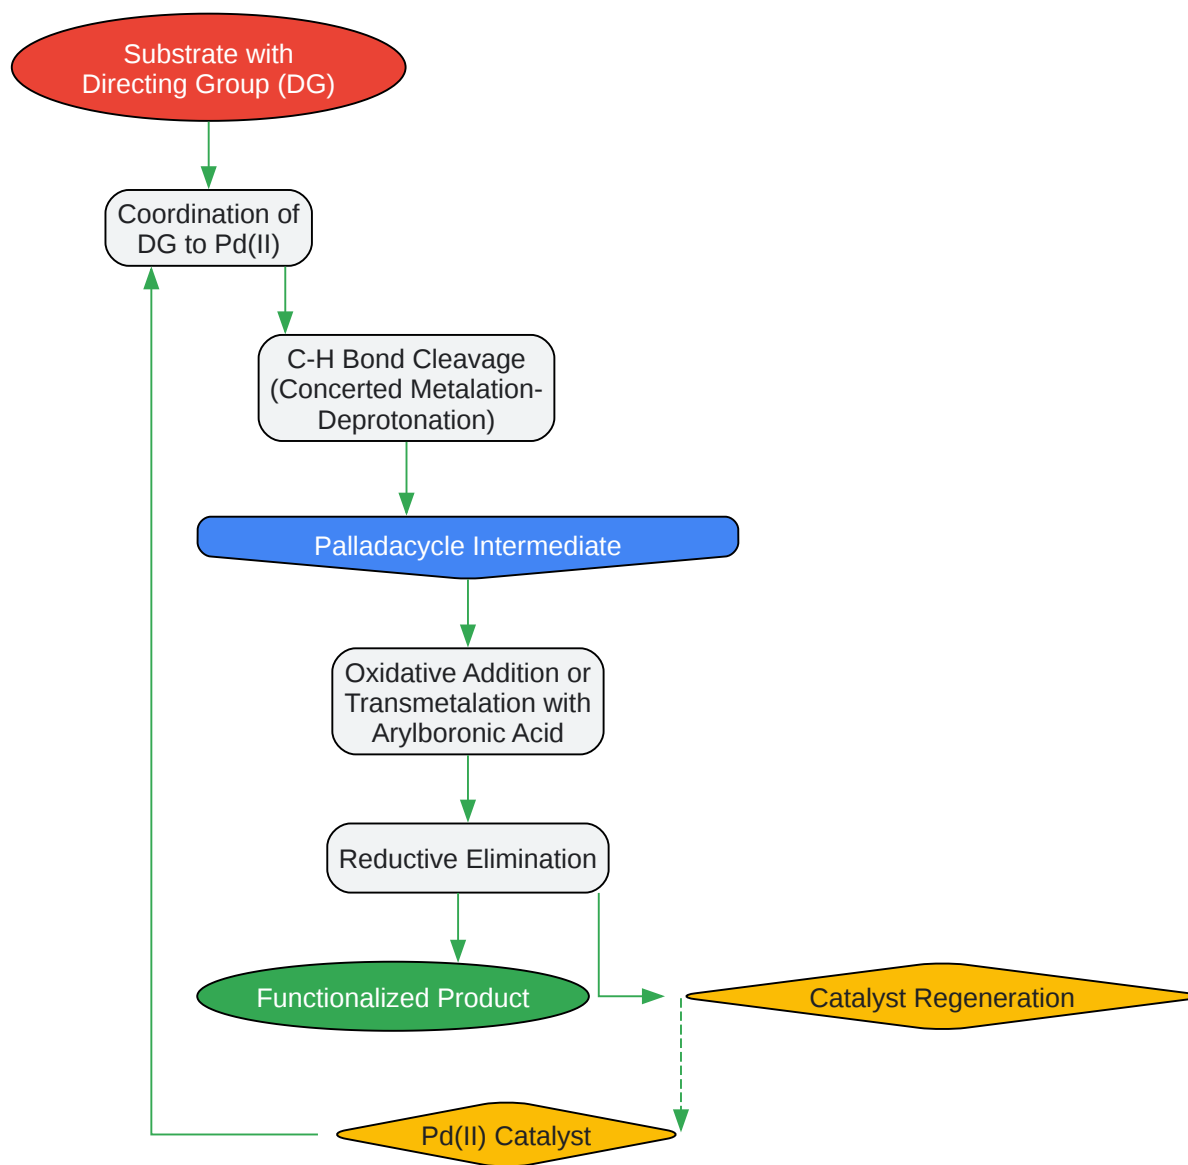 Substrate with
Directing Group (DG)
Coordination of
DG to Pd(II)
C-H Bond Cleavage
(Concerted Metalation-
Deprotonation)
Palladacycle Intermediate
Oxidative Addition or
Transmetalation with
Arylboronic Acid
Reductive Elimination
Functionalized Product
Catalyst Regeneration
Pd(II) Catalyst